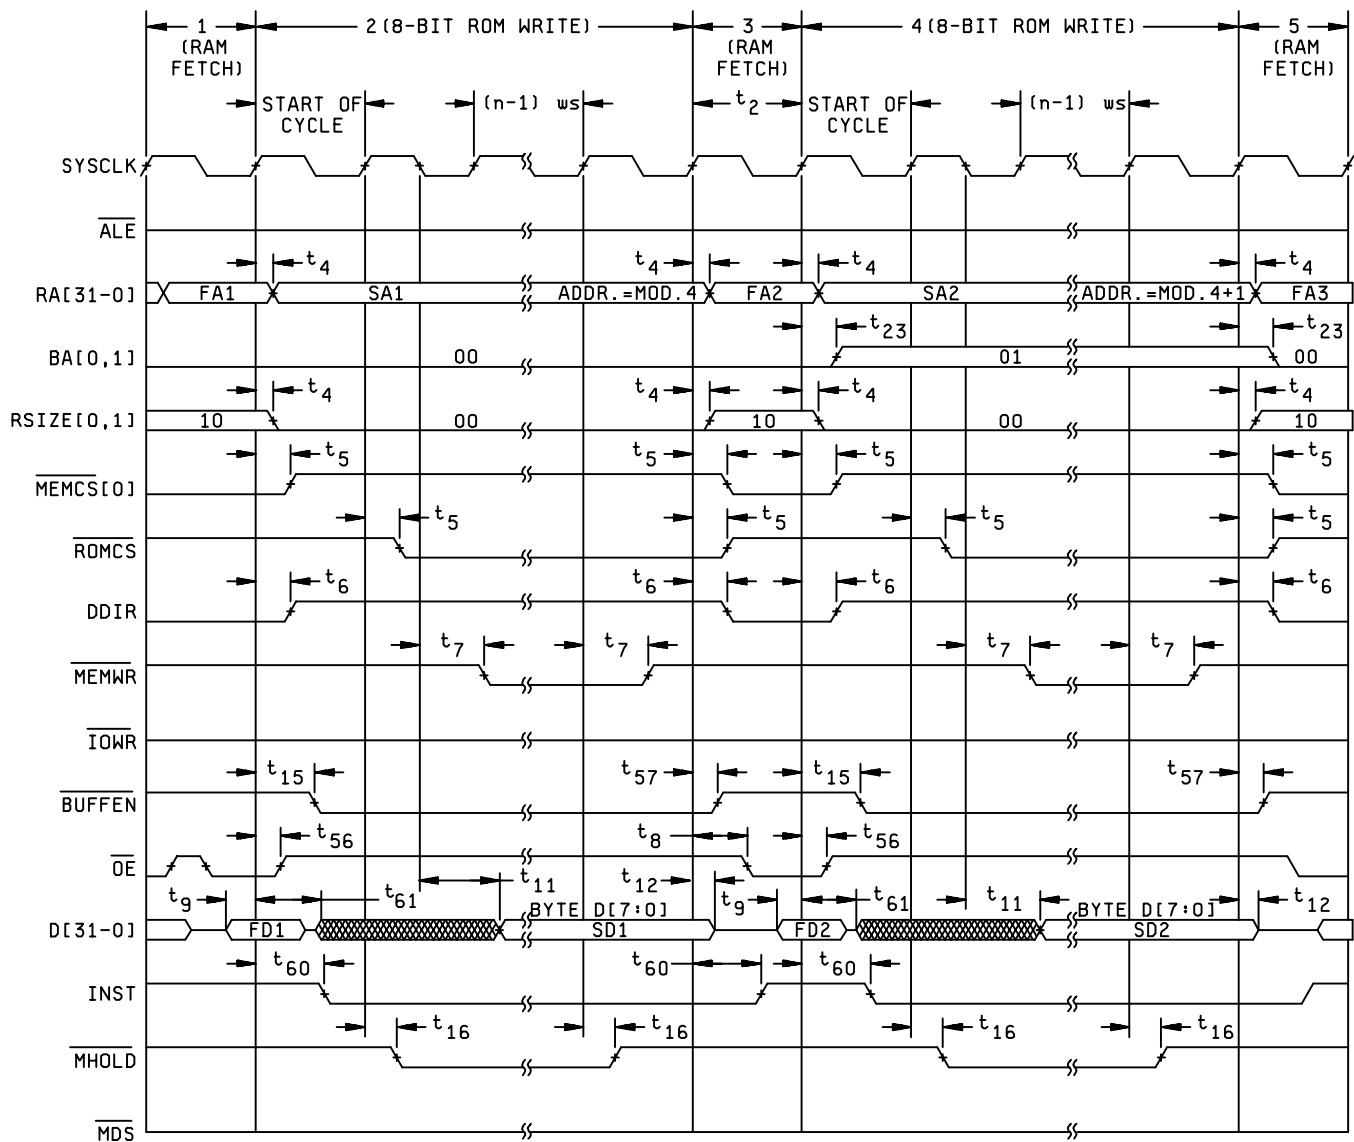 1 2(8-BIT ROM WRITE) 3 4(8-BIT ROM WRITE) 5
(RAM (RAM (RAM
FETCH) FETCH) FETCH)
START OF (n-1) ws t2 START OF (n-1) ws
CYCLE CYCLE
SYSCLK
ALE
t4 t4 t4 t4
RA[31-0] FA1 SA1 ADDR.=MOD.4 FA2 SA2 ADDR.=MOD.4+1 FA3
t23 t23
BA[0,1] 00 01 00
t4 t4 t4 t4
RSIZE[0,1] 10 00 10 00 10
t5 t5 t5 t5
MEMCS[0]
t5 t5 t5 t5
ROMCS
t6 t6 t6 t6
DDIR
t7 t7 t7 t7
MEMWR
IOWR
t15 t57 t15 t57
BUFFEN
t56 t8 t56
OE
t9 t61 t11 t12 t9 t61 t11 t12
BYTE D[7:0] BYTE D[7:0]
D[31-0] FD1 SD1 FD2 SD2
t60 t60 t60
INST
t16 t16 t16 t16
MHOLD
MDS